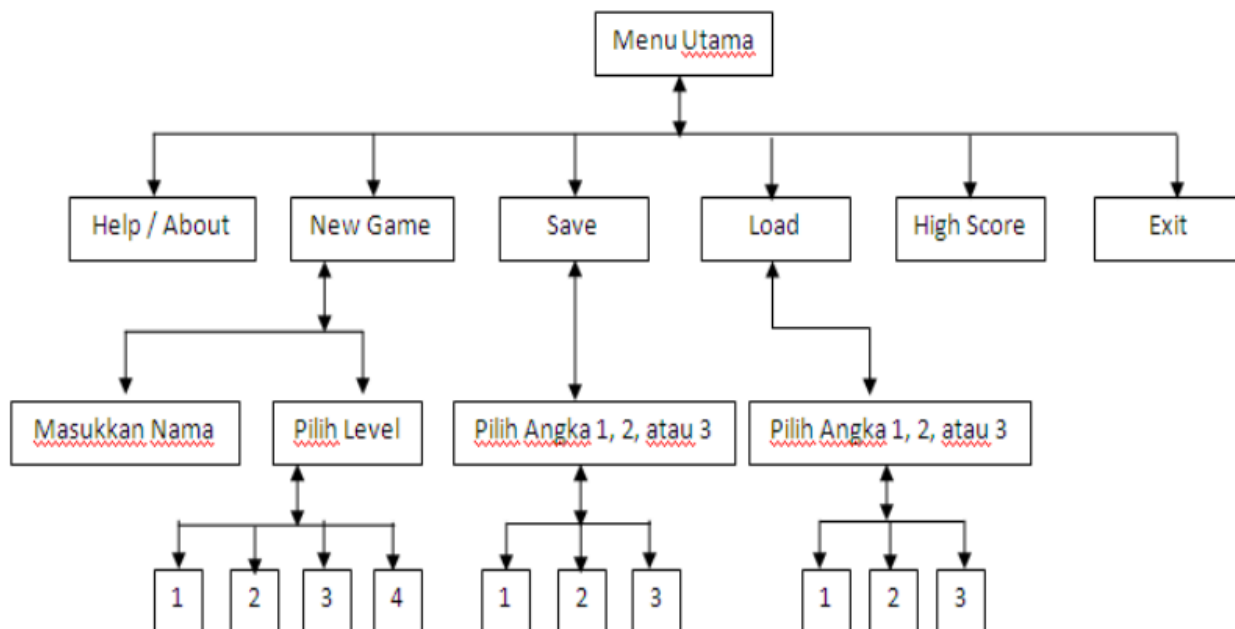 Menu Utama
Help / About
New Game
Save
Load
High Score
Exit
Masukkan Nama
Pilih Level
Pilih Angka 1, 2, atau 3
Pilih Angka 1, 2, atau 3
1
2
3
4
1
2
3
1
2
3